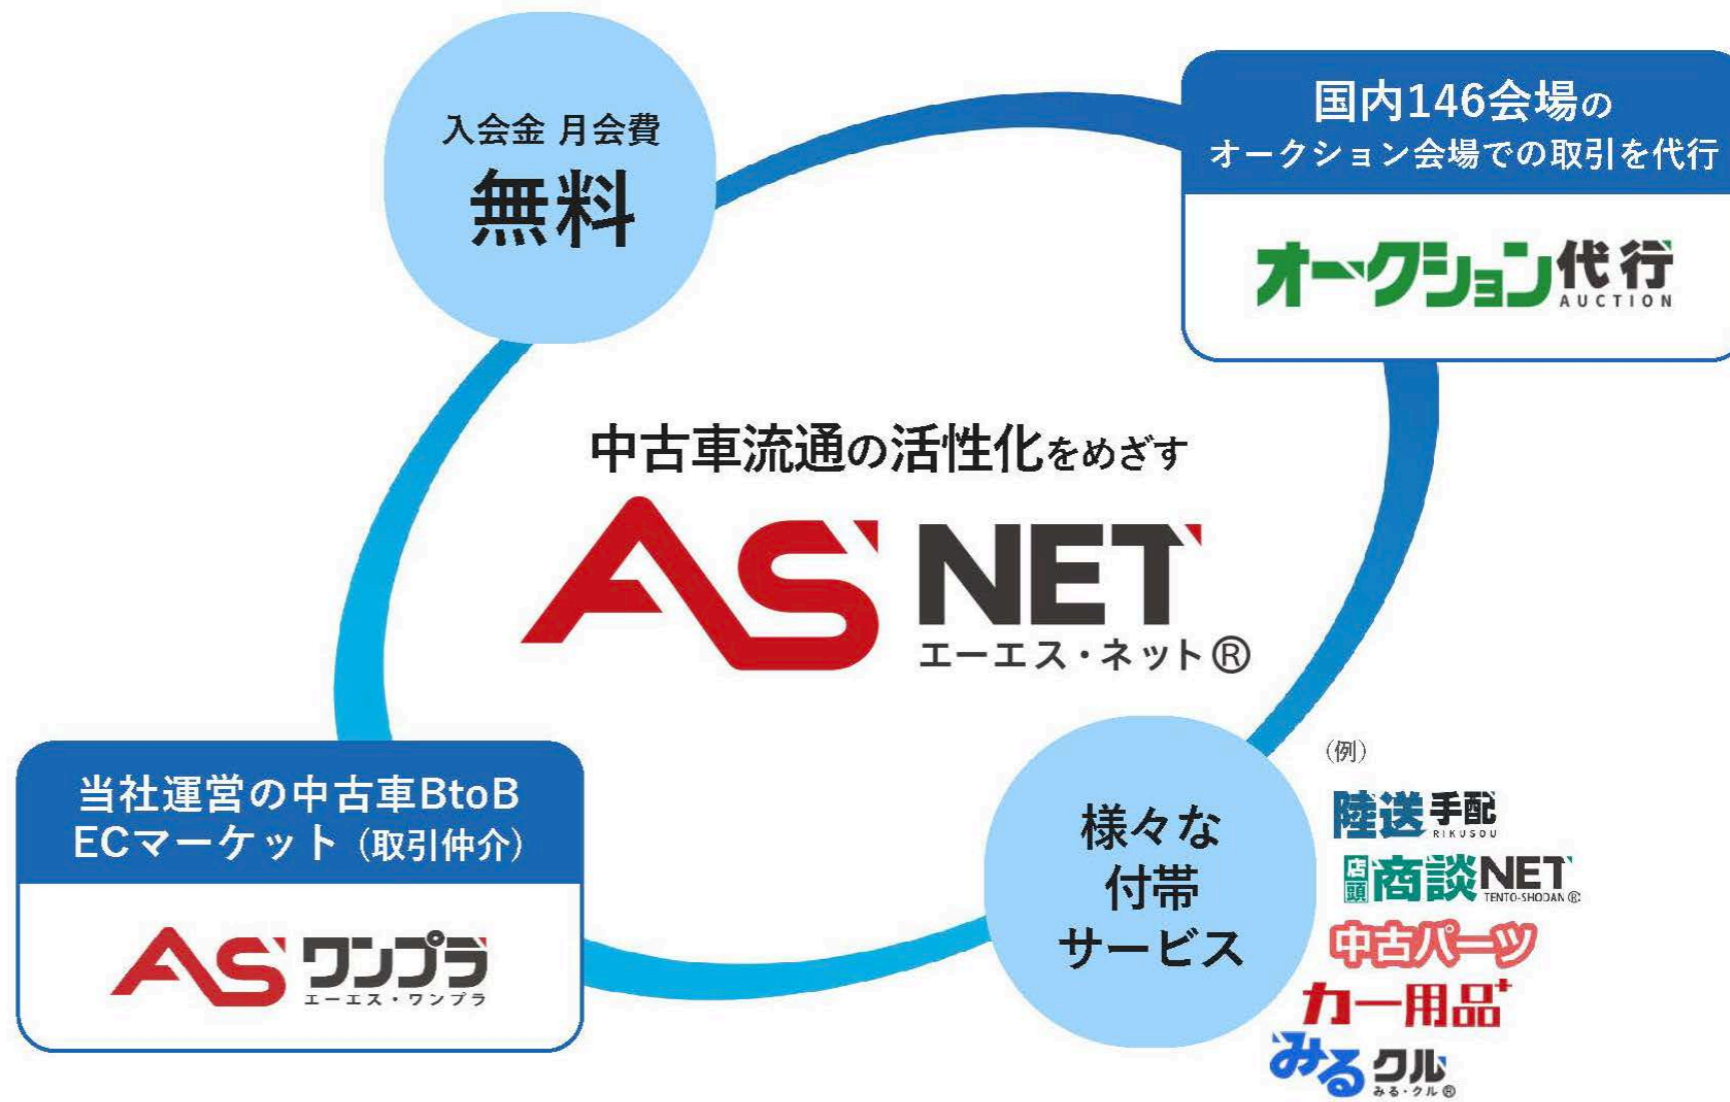 入会金 月会費
無料
国内146会場の
オークション会場での取引を代行
オークション代行
AUCTION
中古車流通の活性化をめざす
AS NET
エーエス・ネット®
当社運営の中古車BtoB
ECマーケット（取引仲介）
AS ワンプラ
エーエス・ワンプラ
様々な
付帯
サービス
（例）
陸送手配
RIKUSOU
店頭商談NET
TENTO-SHODAN®
中古パーツ
カー用品+
みるクル
みる・クル®